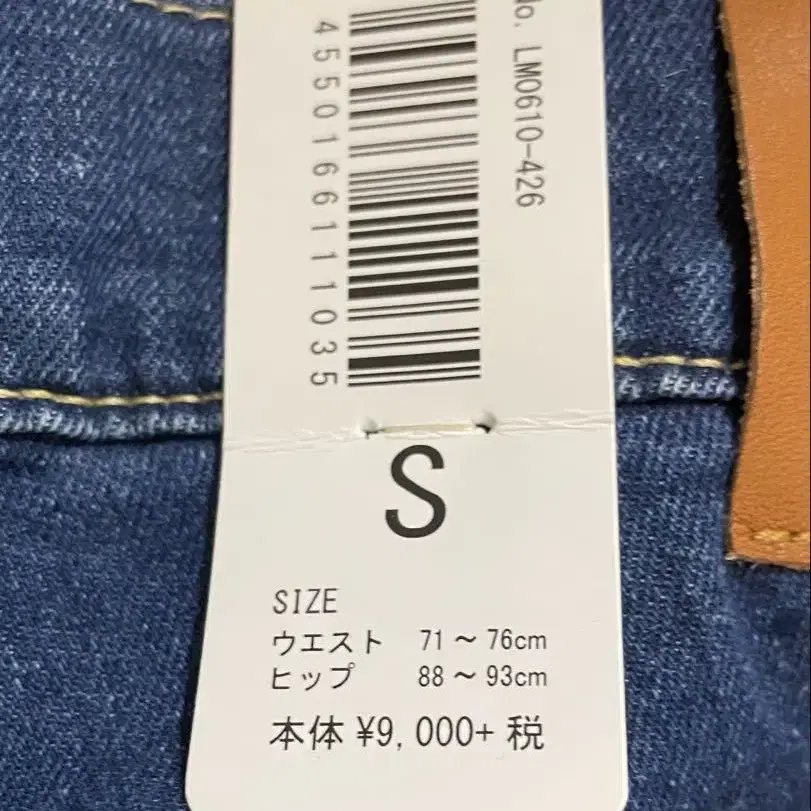 No. LM0610-426
4550166111035
S
SIZE
ウエスト 71 ~ 76cm
ヒップ 88 ~ 93cm
本体 ¥9,000+ 税